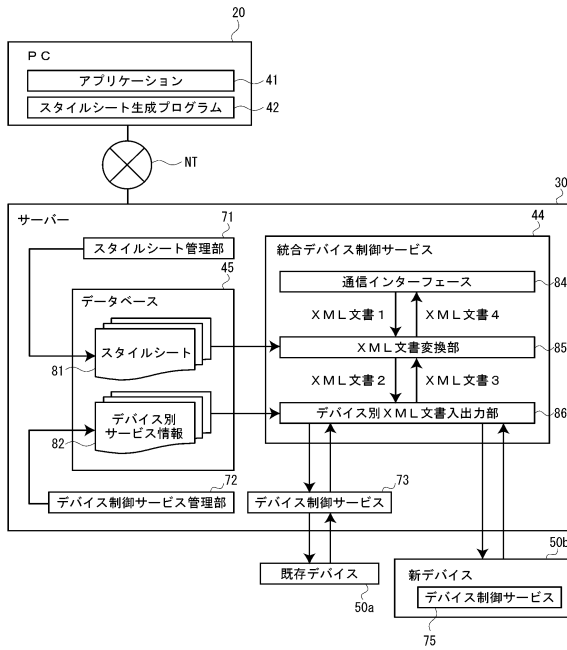 20
ＰＣ
アプリケーション
41
スタイルシート生成プログラム
42
NT
30
サーバー
71
スタイルシート管理部
44
統合デバイス制御サービス
45
データベース
通信インターフェース
84
ＸＭＬ文書１
ＸＭＬ文書４
スタイルシート
81
ＸＭＬ文書変換部
85
ＸＭＬ文書２
ＸＭＬ文書３
デバイス別
サービス情報
82
デバイス別ＸＭＬ文書入出力部
86
72
デバイス制御サービス管理部
73
デバイス制御サービス
既存デバイス
50a
50b
新デバイス
デバイス制御サービス
75